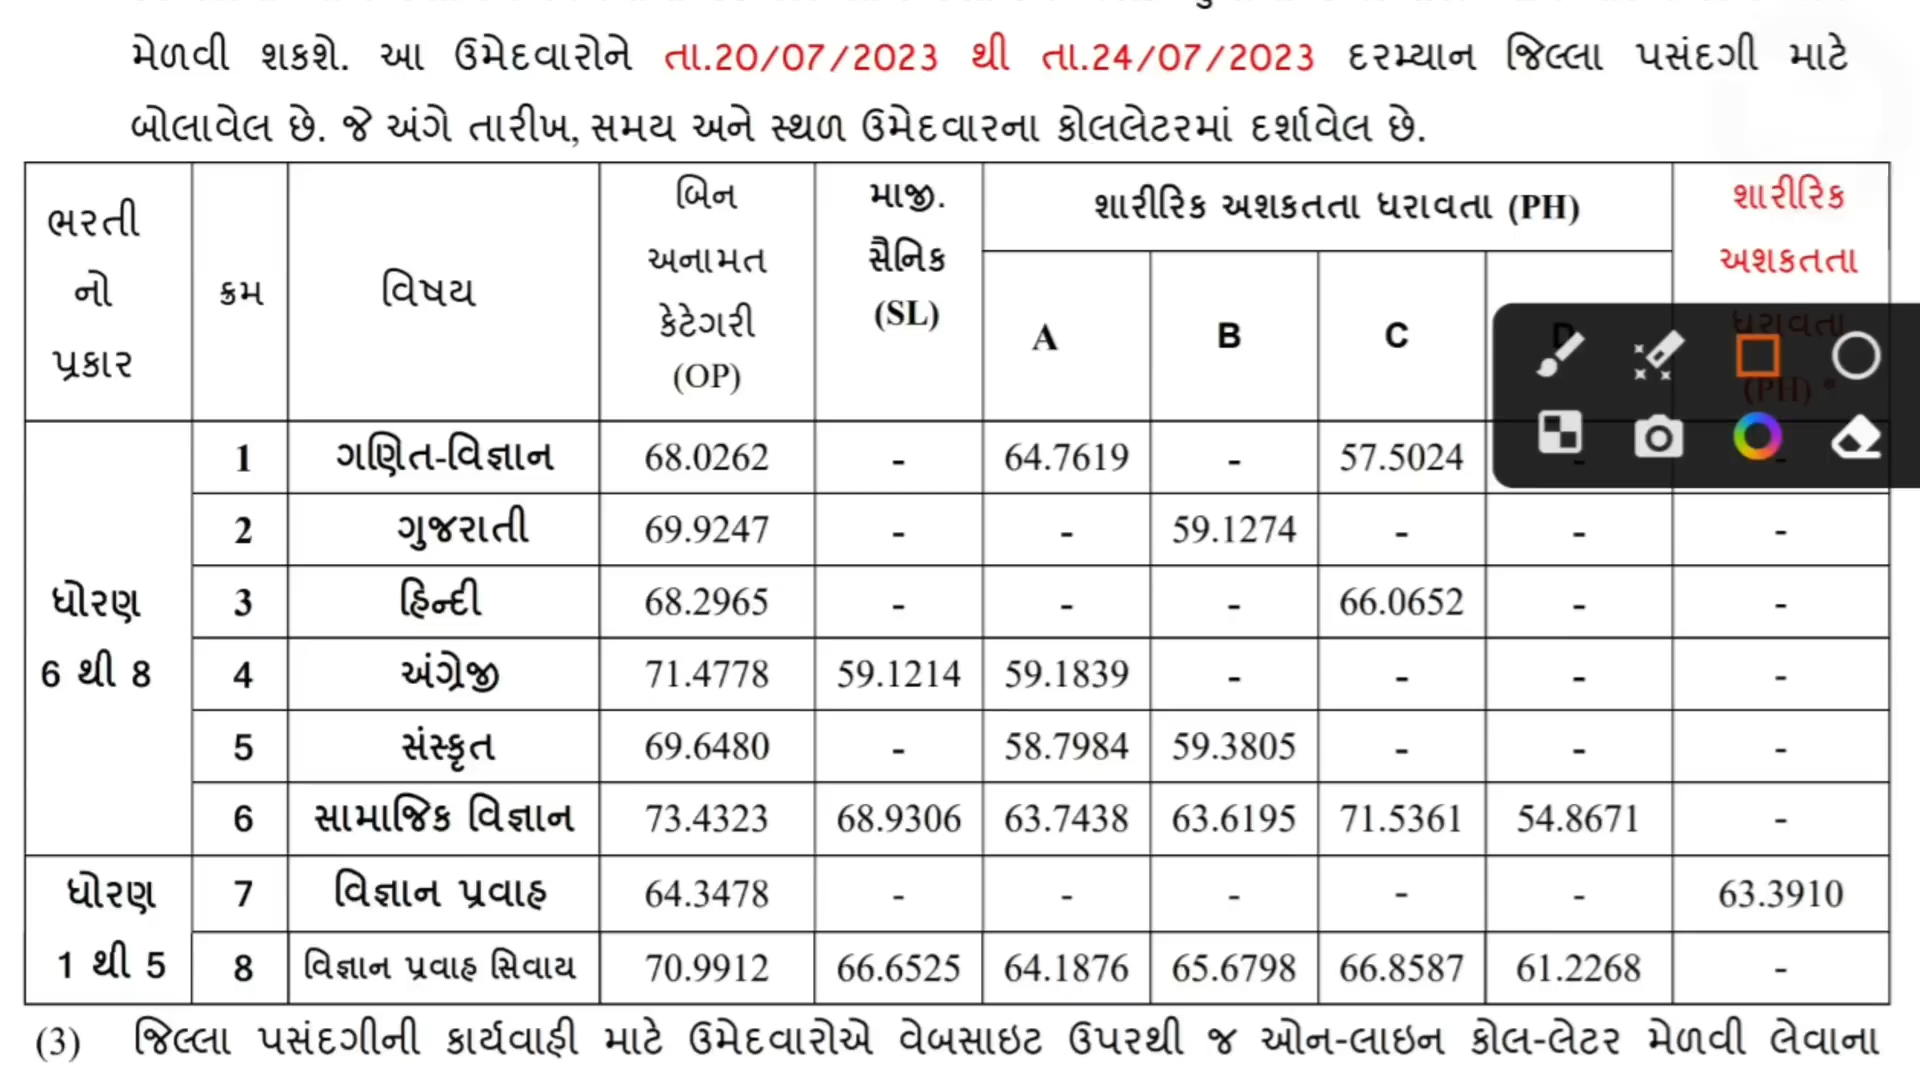 મેળવી શકશે. આ ઉમેદવારોને તા.20/07/2023 થી તા.24/07/2023 દરમ્યાન જિલ્લા પસંદગી માટે
બોલાવેલ છે. જે અંગે તારીખ, સમય અને સ્થળ ઉમેદવારના કોલલેટરમાં દર્શાવેલ છે.
ભરતી નો પ્રકાર ક્રમ વિષય બિન અનામત કેટેગરી (OP) માજી. સૈનિક (SL) શારીરિક અશકતતા ધરાવતા (PH) શારીરિક અશકતતા ધરાવતા (PH) *
A B C D
ધોરણ 6 થી 8
1 ગણિત-વિજ્ઞાન 68.0262 - 64.7619 - 57.5024 - -
2 ગુજરાતી 69.9247 - - 59.1274 - - -
3 હિન્દી 68.2965 - - - 66.0652 - -
4 અંગ્રેજી 71.4778 59.1214 59.1839 - - - -
5 સંસ્કૃત 69.6480 - 58.7984 59.3805 - - -
6 સામાજિક વિજ્ઞાન 73.4323 68.9306 63.7438 63.6195 71.5361 54.8671 -
ધોરણ 1 થી 5
7 વિજ્ઞાન પ્રવાહ 64.3478 - - - - - 63.3910
8 વિજ્ઞાન પ્રવાહ સિવાય 70.9912 66.6525 64.1876 65.6798 66.8587 61.2268 -
(3) જિલ્લા પસંદગીની કાર્યવાહી માટે ઉમેદવારોએ વેબસાઇટ ઉપરથી જ ઓન-લાઇન કોલ-લેટર મેળવી લેવાના